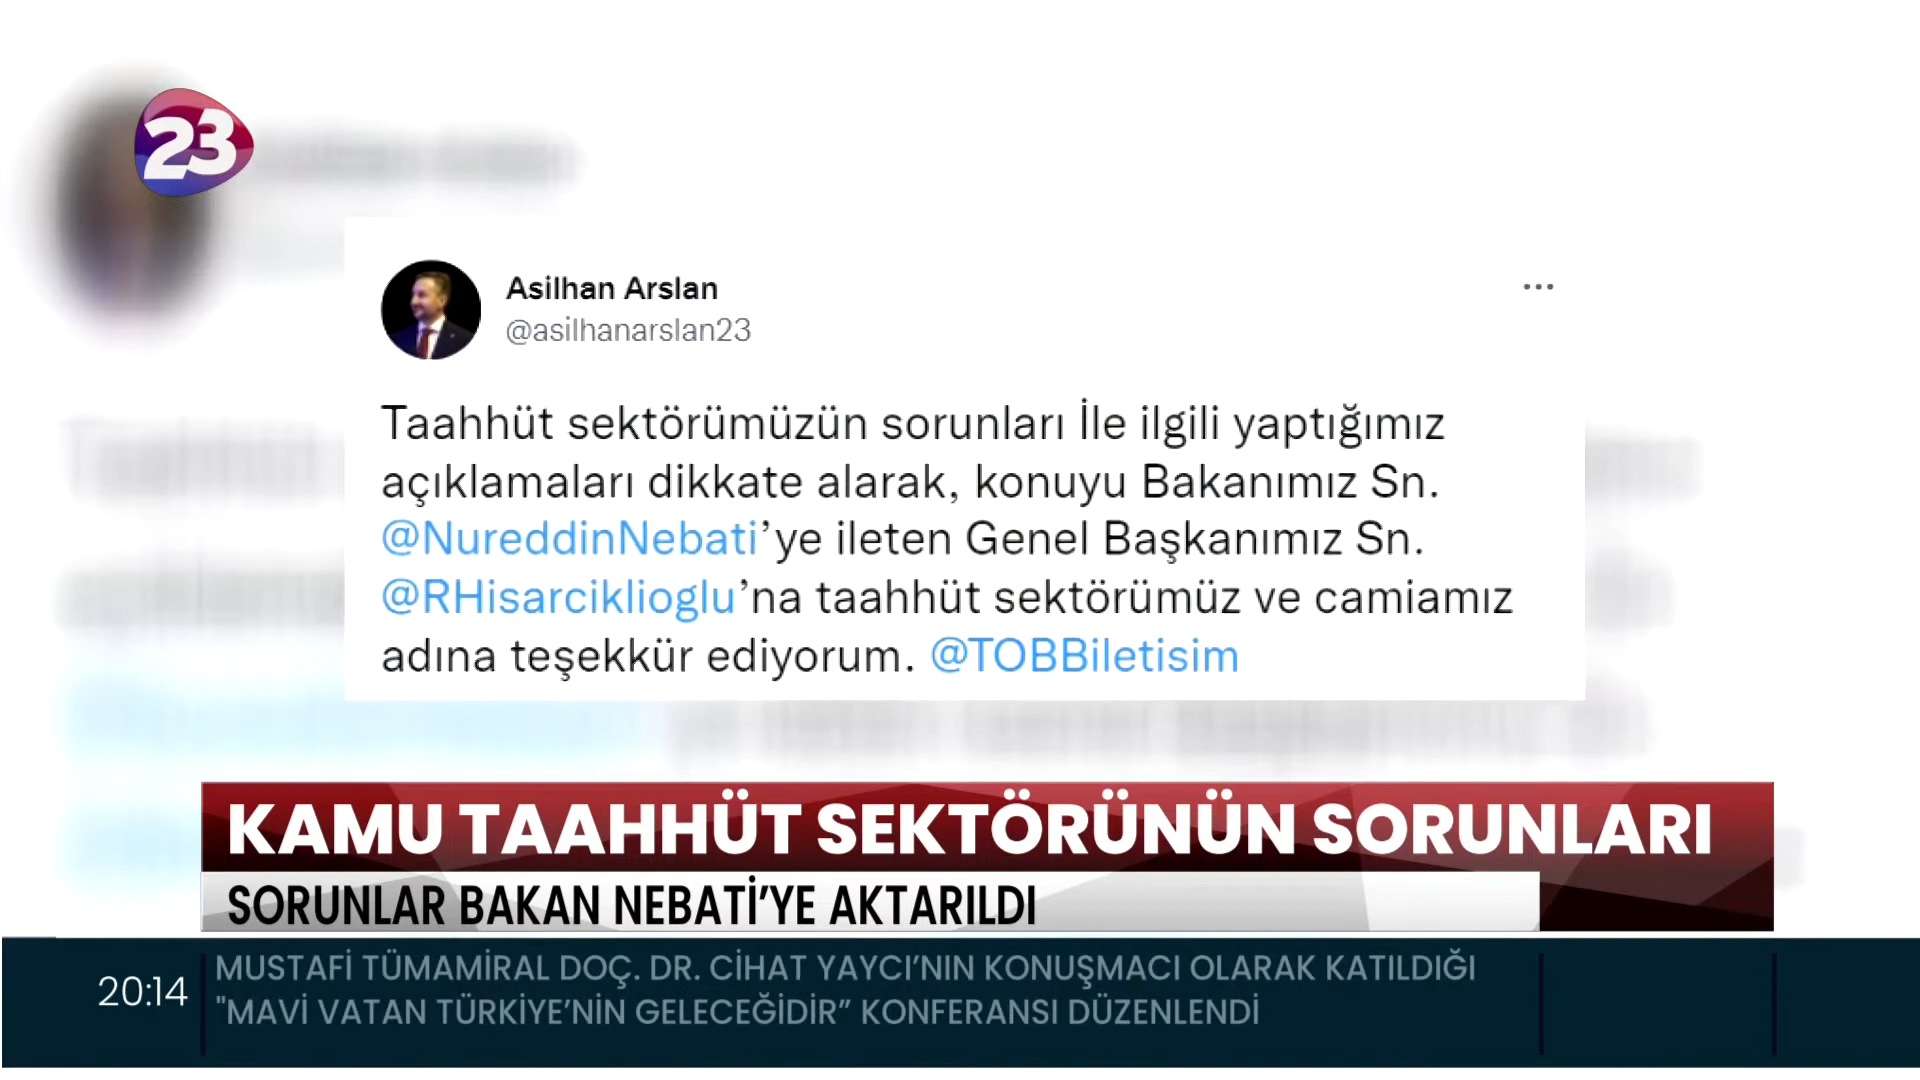 23
Asilhan Arslan
@asilhanarslan23
Taahhüt sektörümüzün sorunları İle ilgili yaptığımız
açıklamaları dikkate alarak, konuyu Bakanımız Sn.
@NureddinNebati’ye ileten Genel Başkanımız Sn.
@RHisarciklioglu’na taahhüt sektörümüz ve camiamız
adına teşekkür ediyorum. @TOBBiletisim
KAMU TAAHHÜT SEKTÖRÜNÜN SORUNLARI
SORUNLAR BAKAN NEBATİ’YE AKTARILDI
20:14
MUSTAFİ TÜMAMİRAL DOÇ. DR. CİHAT YAYCI’NIN KONUŞMACI OLARAK KATILDIĞI
"MAVİ VATAN TÜRKİYE’NİN GELECEĞİDİR” KONFERANSI DÜZENLENDİ